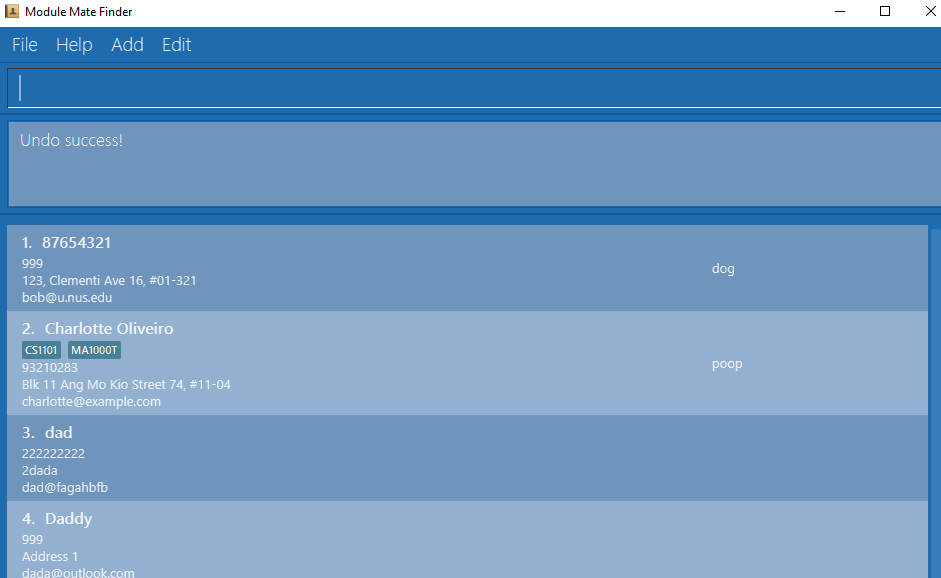 Module Mate Finder
File Help Add Edit
Undo success!
1. 87654321
999
123, Clementi Ave 16, #01-321
bob@u.nus.edu
dog
2. Charlotte Oliveiro
CS1101 MA1000T
93210283
Blk 11 Ang Mo Kio Street 74, #11-04
charlotte@example.com
poop
3. dad
222222222
2dada
dad@fagahbfb
4. Daddy
999
Address 1
dada@outlook.com